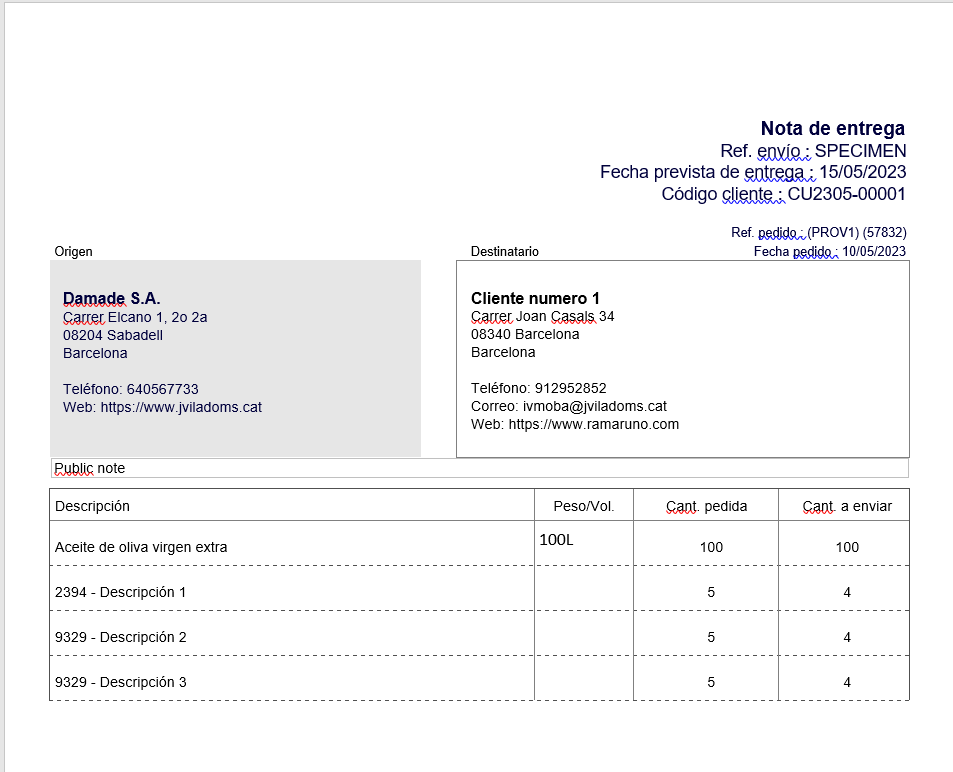 Nota de entrega
Ref. envío : SPECIMEN
Fecha prevista de entrega : 15/05/2023
Código cliente : CU2305-00001
Ref. pedido : (PROV1) (57832)
Fecha pedido : 10/05/2023
Origen
Damade S.A.
Carrer Elcano 1, 2o 2a
08204 Sabadell
Barcelona
Teléfono: 640567733
Web: https://www.jviladoms.cat
Destinatario
Cliente numero 1
Carrer Joan Casals 34
08340 Barcelona
Barcelona
Teléfono: 912952852
Correo: ivmoba@jviladoms.cat
Web: https://www.ramaruno.com
Public note
Descripción Peso/Vol. Cant. pedida Cant. a enviar
Aceite de oliva virgen extra 100L 100 100
2394 - Descripción 1 5 4
9329 - Descripción 2 5 4
9329 - Descripción 3 5 4